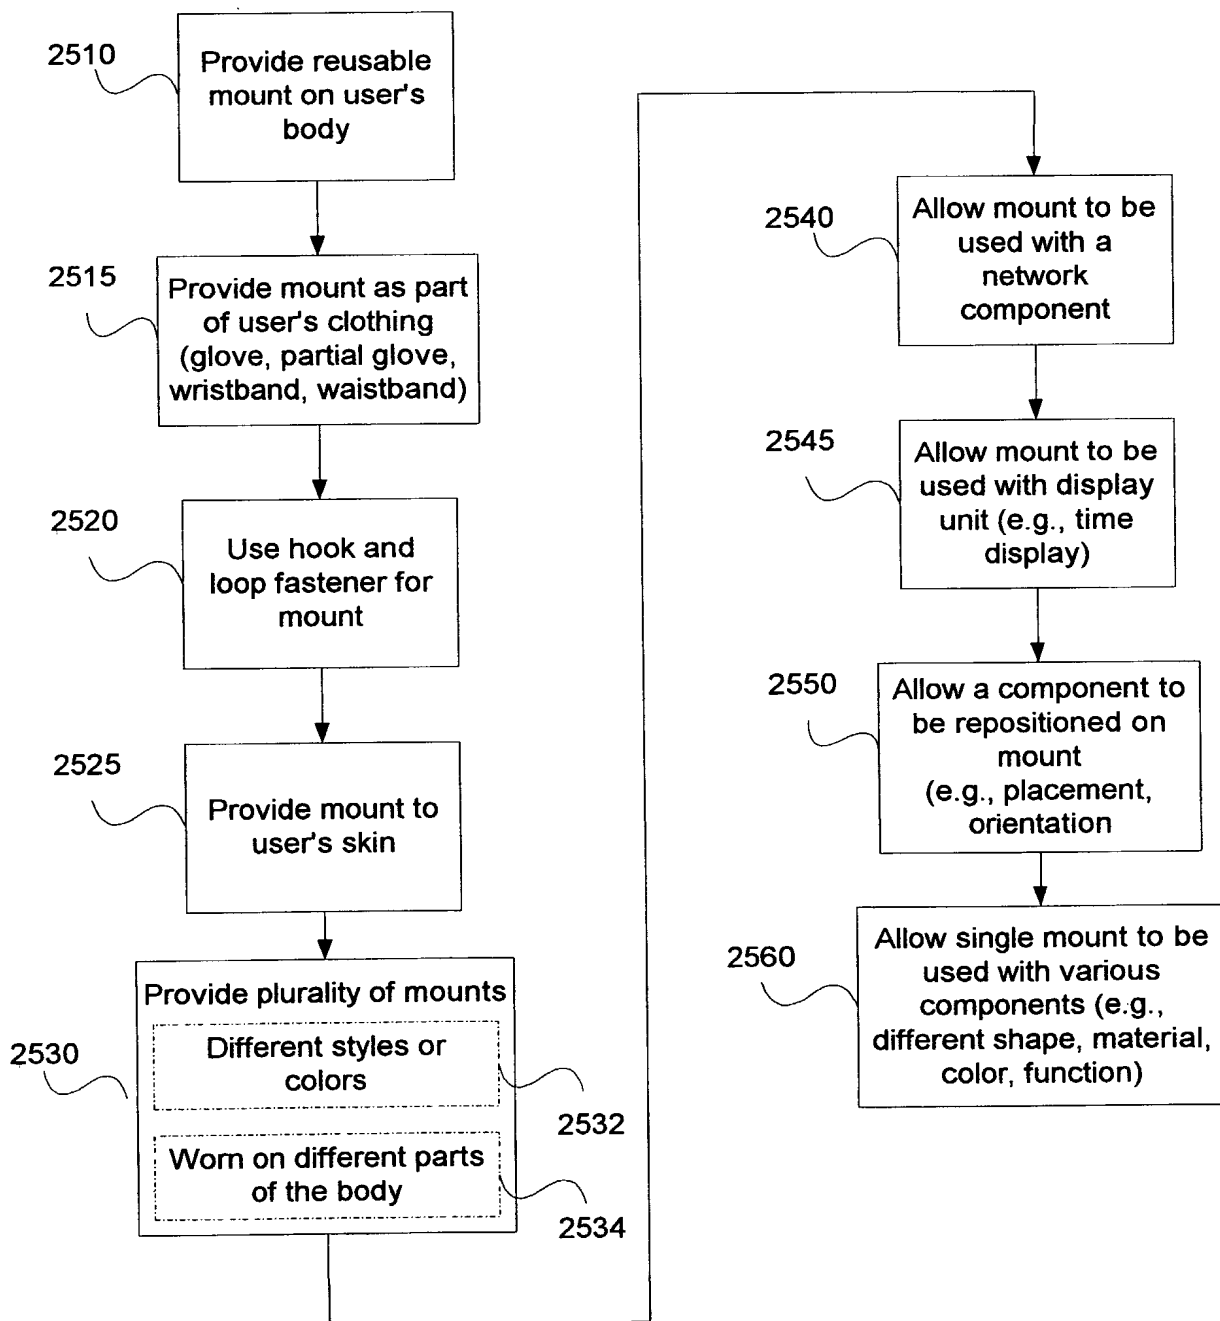 2510
Provide reusable
mount on user's
body
2515
Provide mount as part
of user's clothing
(glove, partial glove,
wristband, waistband)
2520
Use hook and
loop fastener for
mount
2525
Provide mount to
user's skin
2530
Provide plurality of mounts
Different styles or
colors
2532
Worn on different parts
of the body
2534
2540
Allow mount to be
used with a
network
component
2545
Allow mount to be
used with display
unit (e.g., time
display)
2550
Allow a component to
be repositioned on
mount
(e.g., placement,
orientation
2560
Allow single mount to be
used with various
components (e.g.,
different shape, material,
color, function)